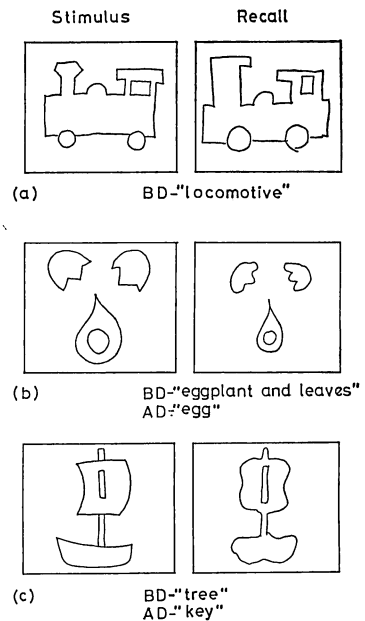 Stimulus Recall
(a) BD-"locomotive"
(b) BD-"eggplant and leaves"
AD-"egg"
(c) BD-"tree"
AD-"key"